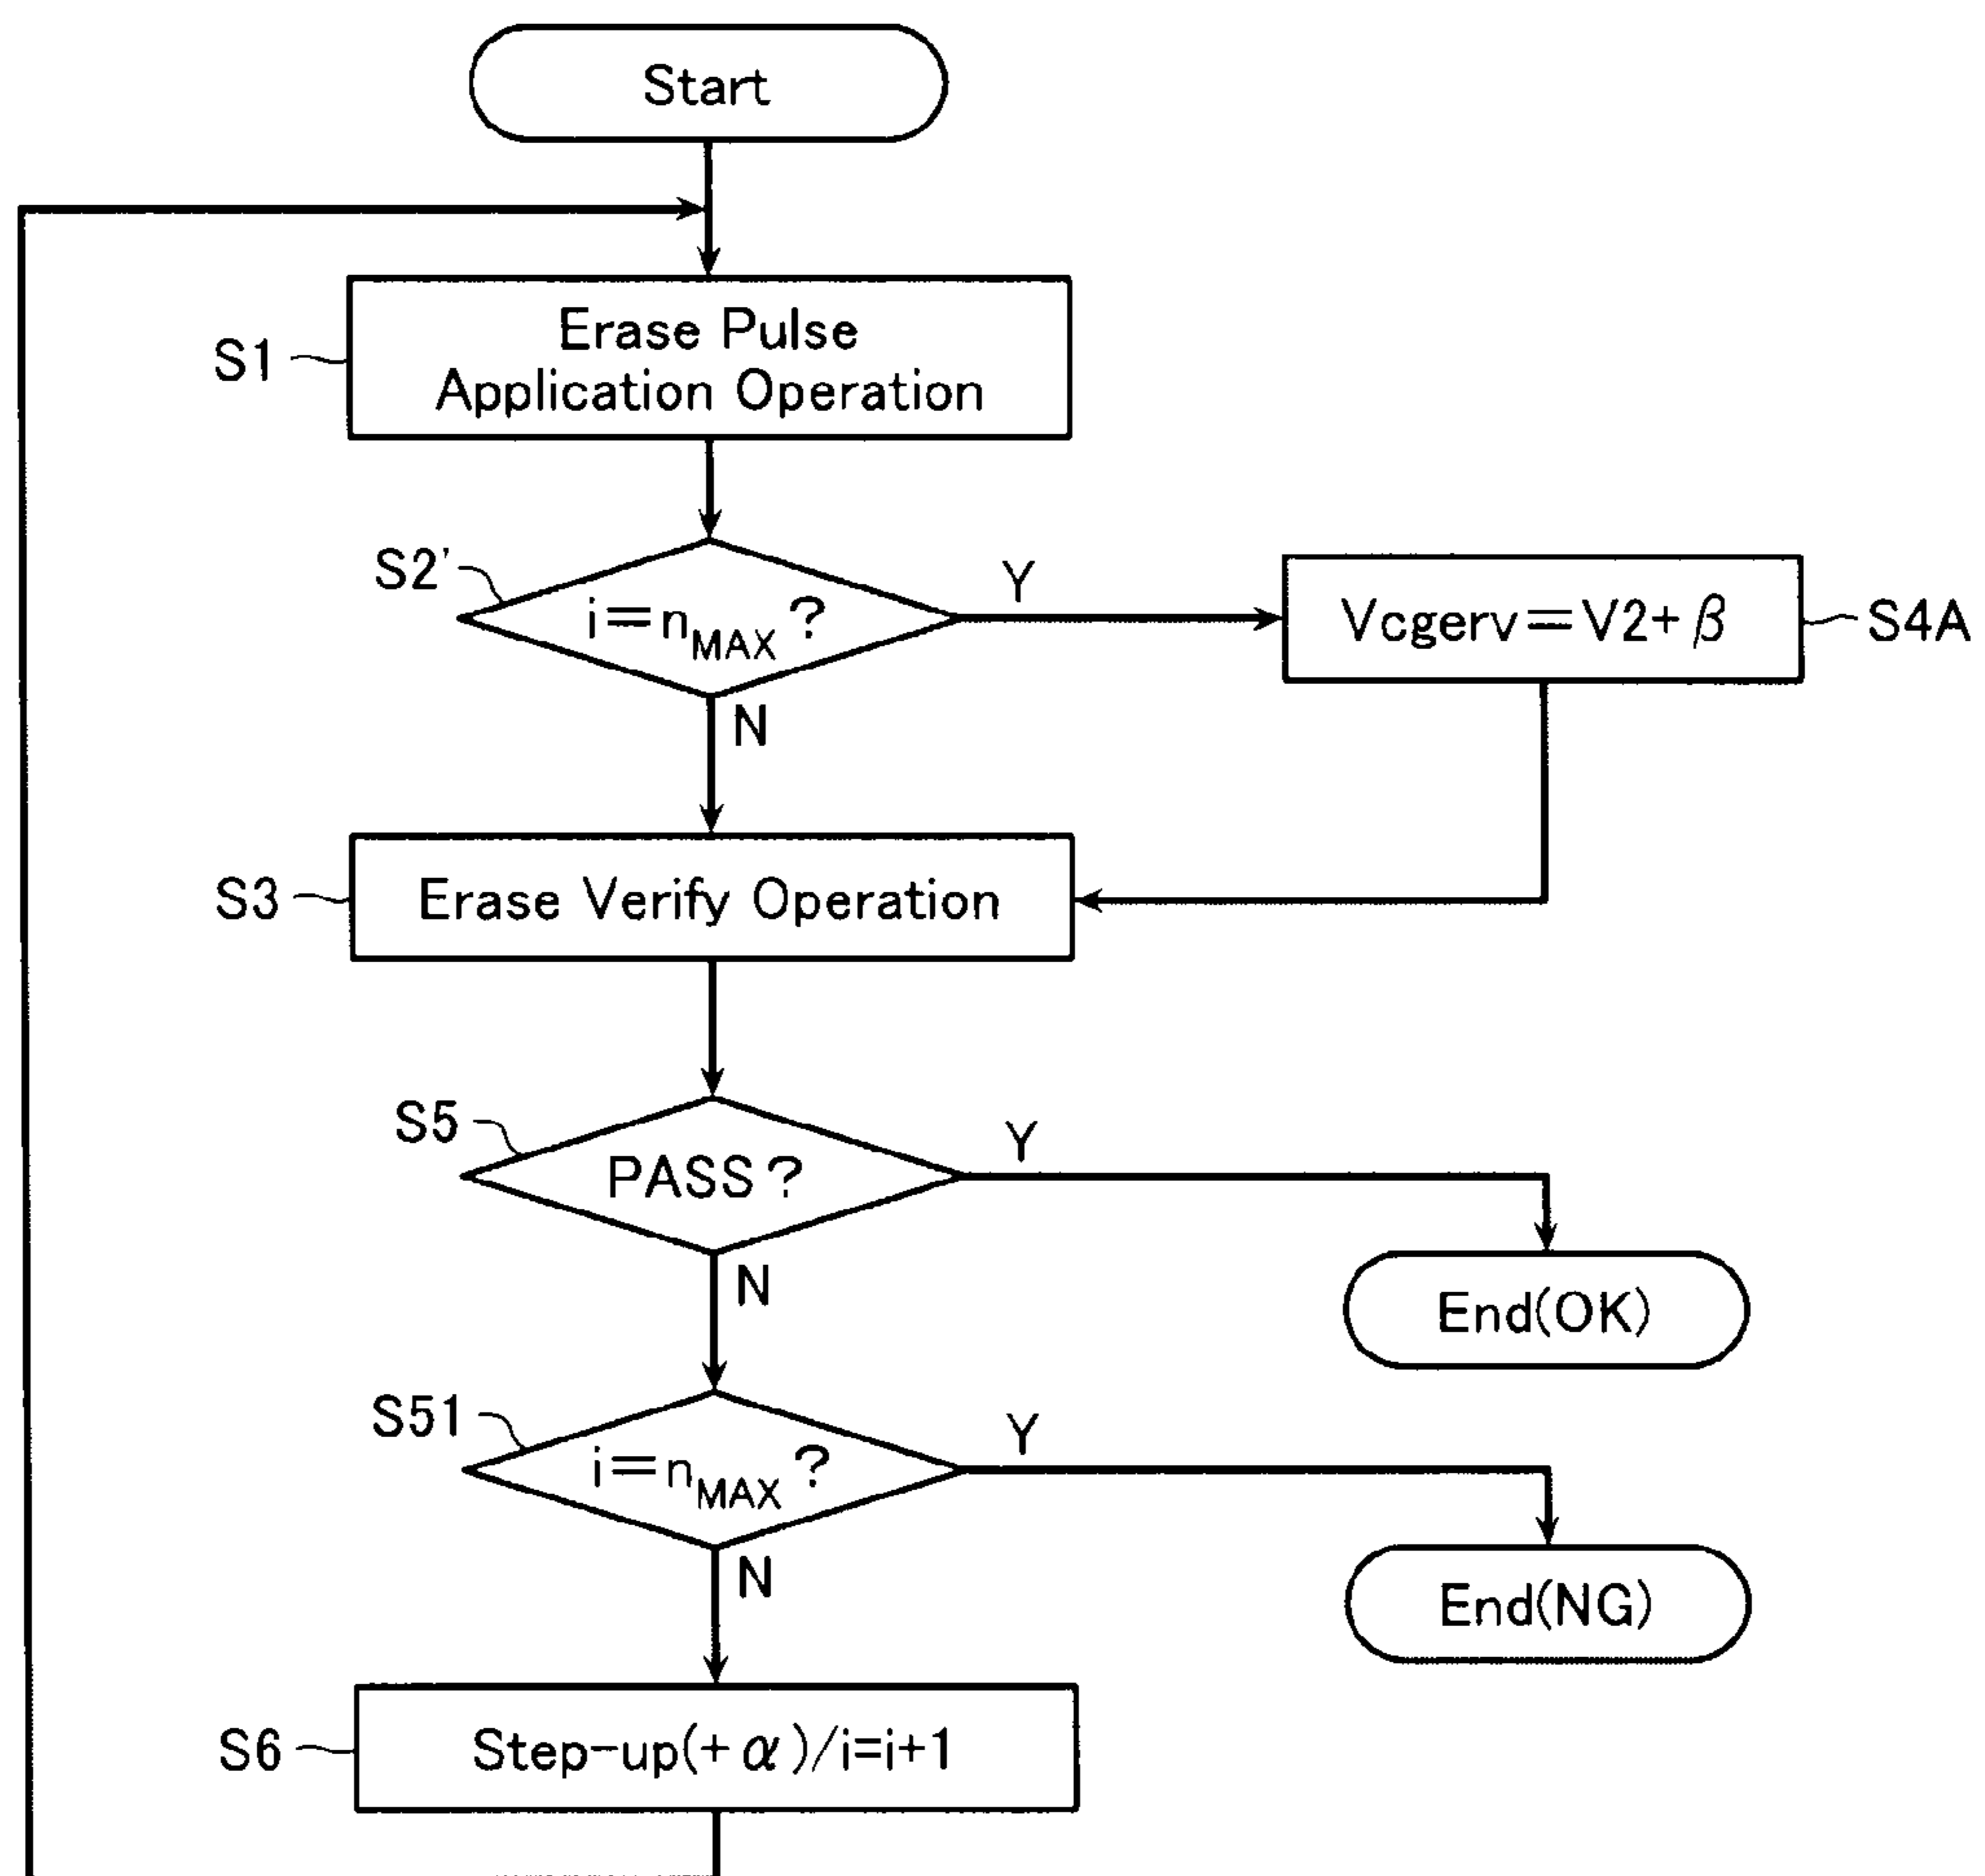 Start
S1
Erase Pulse
Application Operation
S2'
i=nMAX?
Y
Vcgerv=V2+β
S4A
N
S3
Erase Verify Operation
S5
PASS?
Y
N
End(OK)
S51
i=nMAX?
Y
N
End(NG)
S6
Step-up(+α)/i=i+1